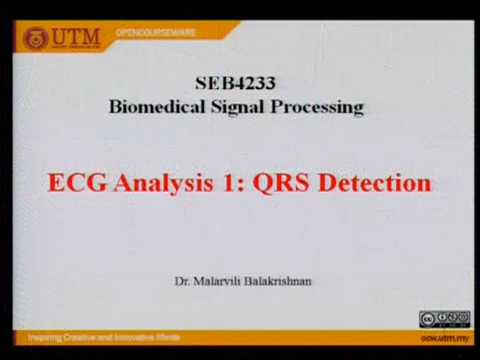 UTM
OPENCOURSEWARE
SEB4233
Biomedical Signal Processing
ECG Analysis 1: QRS Detection
Dr. Malarvili Balakrishnan
Inspiring Creative and Innovative Minds
ocw.utm.my